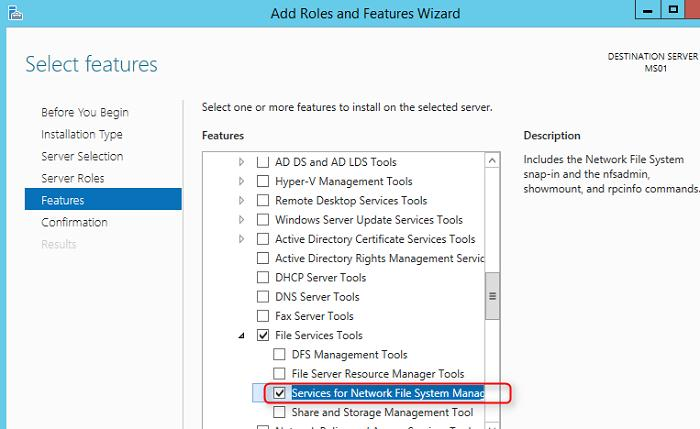 Add Roles and Features Wizard
Select features
DESTINATION SERVER
MS01
Before You Begin
Installation Type
Server Selection
Server Roles
Features
Confirmation
Results
Select one or more features to install on the selected server.
Features
AD DS and AD LDS Tools
Hyper-V Management Tools
Remote Desktop Services Tools
Windows Server Update Services Tools
Active Directory Certificate Services Tools
Active Directory Rights Management Servic
DHCP Server Tools
DNS Server Tools
Fax Server Tools
File Services Tools
DFS Management Tools
File Server Resource Manager Tools
Services for Network File System Manag
Share and Storage Management Tool
Description
Includes the Network File System
snap-in and the nfsadmin,
showmount, and rpcinfo commands.